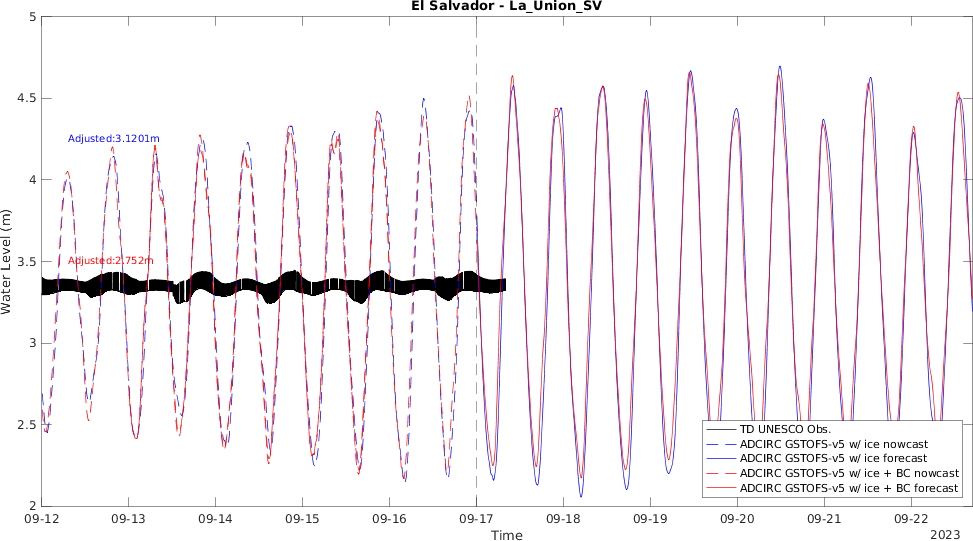 El Salvador - La_Union_SV
Water Level (m)
5
4.5
4
3.5
3
2.5
2
Adjusted:3.1201m
Adjusted:2.752m
TD UNESCO Obs.
ADCIRC GSTOFS-v5 w/ ice nowcast
ADCIRC GSTOFS-v5 w/ ice forecast
ADCIRC GSTOFS-v5 w/ ice + BC nowcast
ADCIRC GSTOFS-v5 w/ ice + BC forecast
09-12 09-13 09-14 09-15 09-16 09-17 09-18 09-19 09-20 09-21 09-22
Time
2023